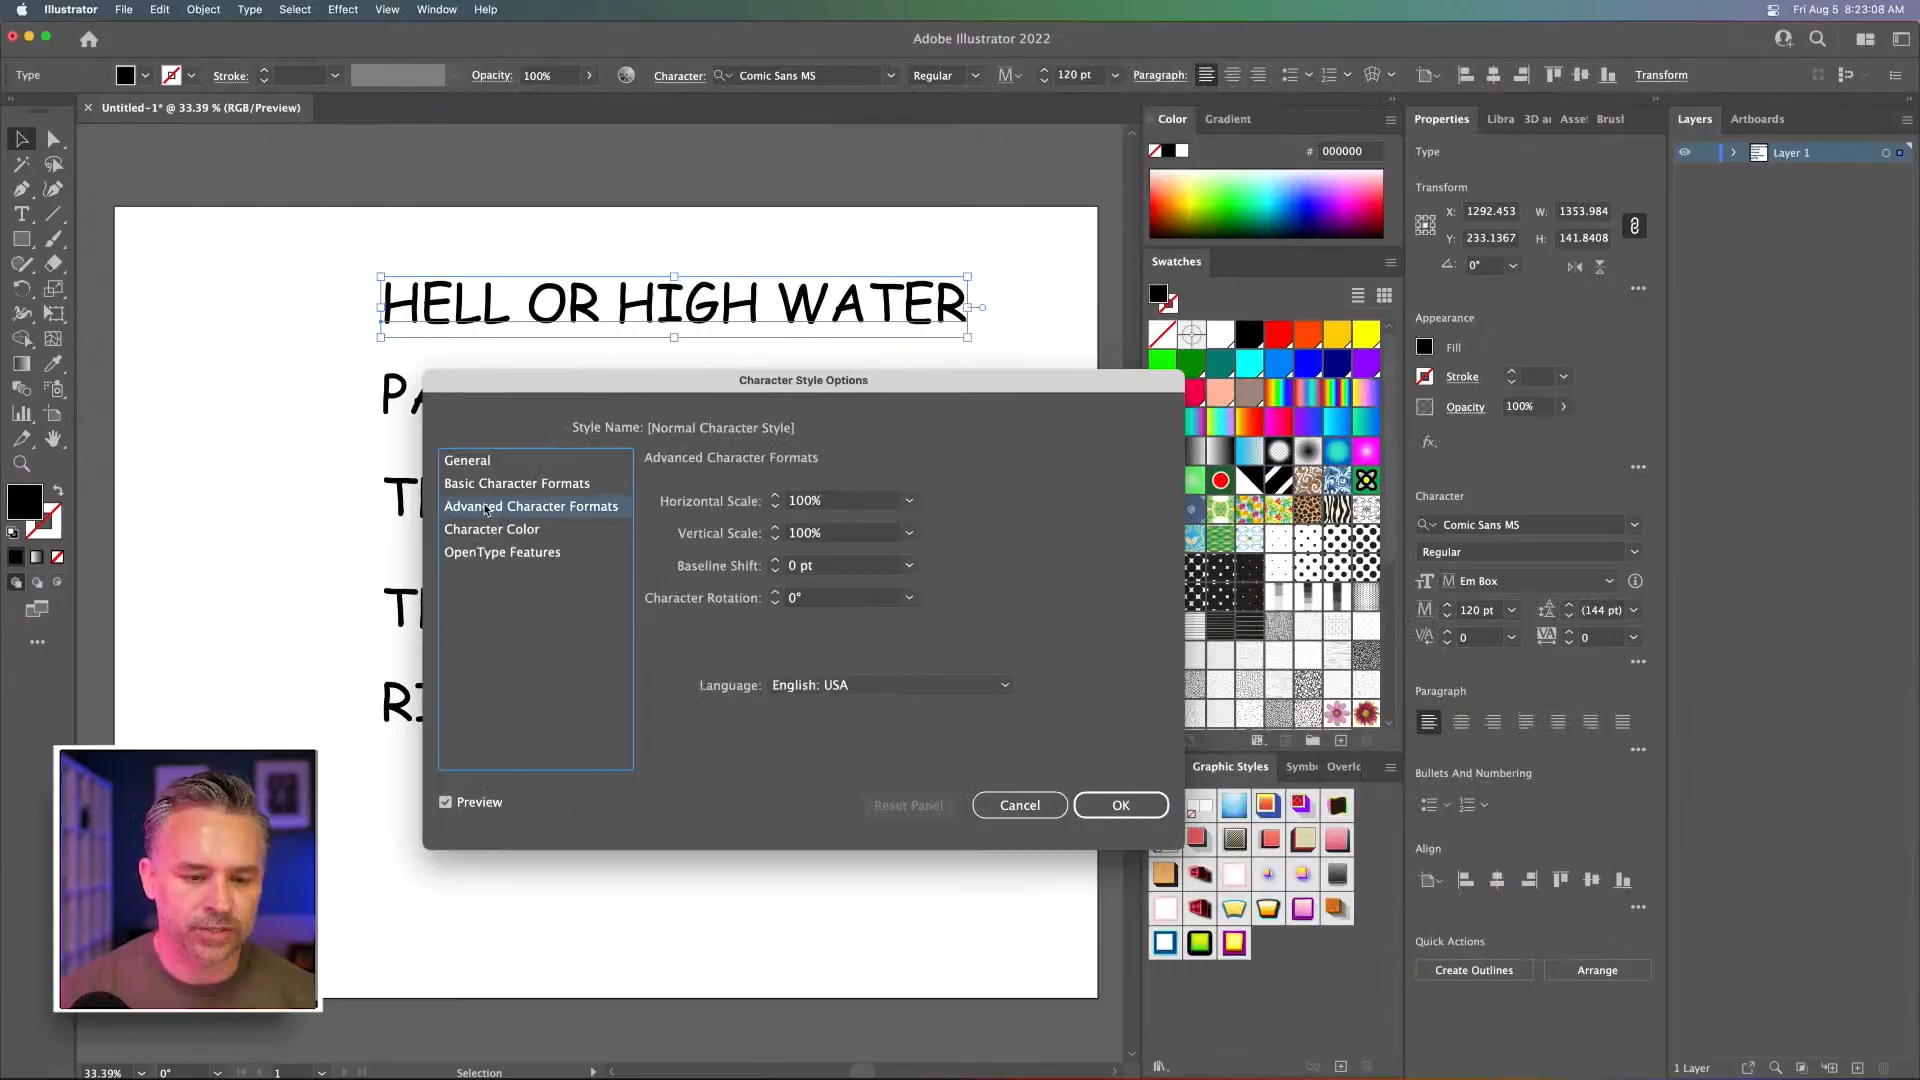 Illustrator File Edit Object Type Select Effect View Window Help
Fri Aug 5 8:23:08 AM
Adobe Illustrator 2022
Type
Stroke:
Opacity: 100%
Character: Comic Sans MS
Regular
120 pt
Paragraph:
Transform
Untitled-1* @ 33.39 % (RGB/Preview)
HELL OR HIGH WATER
Character Style Options
Style Name: [Normal Character Style]
General
Basic Character Formats
Advanced Character Formats
Character Color
OpenType Features
Advanced Character Formats
Horizontal Scale: 100%
Vertical Scale: 100%
Baseline Shift: 0 pt
Character Rotation: 0°
Language: English: USA
Preview
Reset Panel
Cancel
OK
Color Gradient
# 000000
Swatches
Graphic Styles Symbo Overlc
Properties Libra 3D a Asse Brusl
Type
Transform
X: 1292.453 W: 1353.984
Y: 233.1367 H: 141.8408
0°
Appearance
Fill
Stroke
Opacity 100%
fx.
Character
Comic Sans MS
Regular
Em Box
120 pt (144 pt)
0 0
Paragraph
Bullets And Numbering
Align
Quick Actions
Create Outlines Arrange
Layers Artboards
Layer 1
1 Layer
33.39% 0° 1 Selection